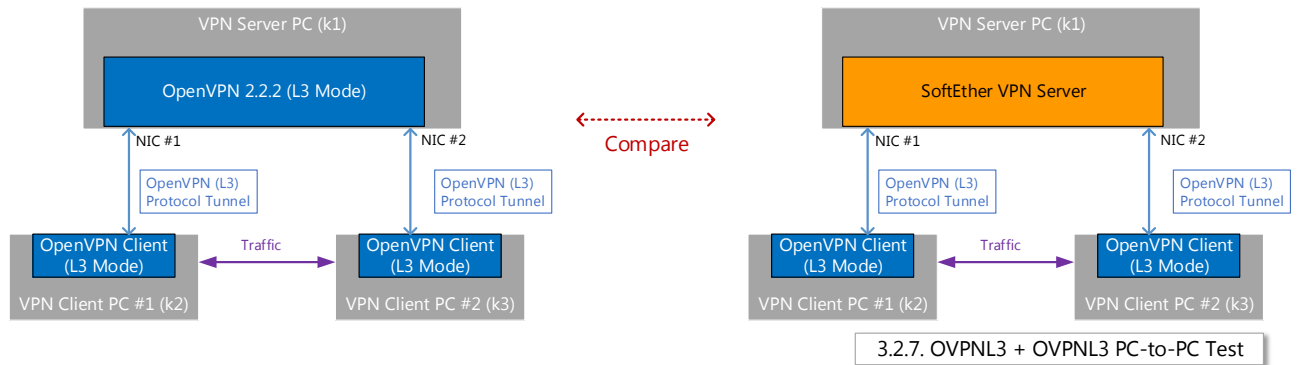 VPN Server PC (k1)
OpenVPN 2.2.2 (L3 Mode)
NIC #1
NIC #2
OpenVPN (L3)
Protocol Tunnel
OpenVPN (L3)
Protocol Tunnel
OpenVPN Client
(L3 Mode)
Traffic
OpenVPN Client
(L3 Mode)
VPN Client PC #1 (k2)
VPN Client PC #2 (k3)
Compare
VPN Server PC (k1)
SoftEther VPN Server
NIC #1
NIC #2
OpenVPN (L3)
Protocol Tunnel
OpenVPN (L3)
Protocol Tunnel
OpenVPN Client
(L3 Mode)
Traffic
OpenVPN Client
(L3 Mode)
VPN Client PC #1 (k2)
VPN Client PC #2 (k3)
3.2.7. OVPNL3 + OVPNL3 PC-to-PC Test